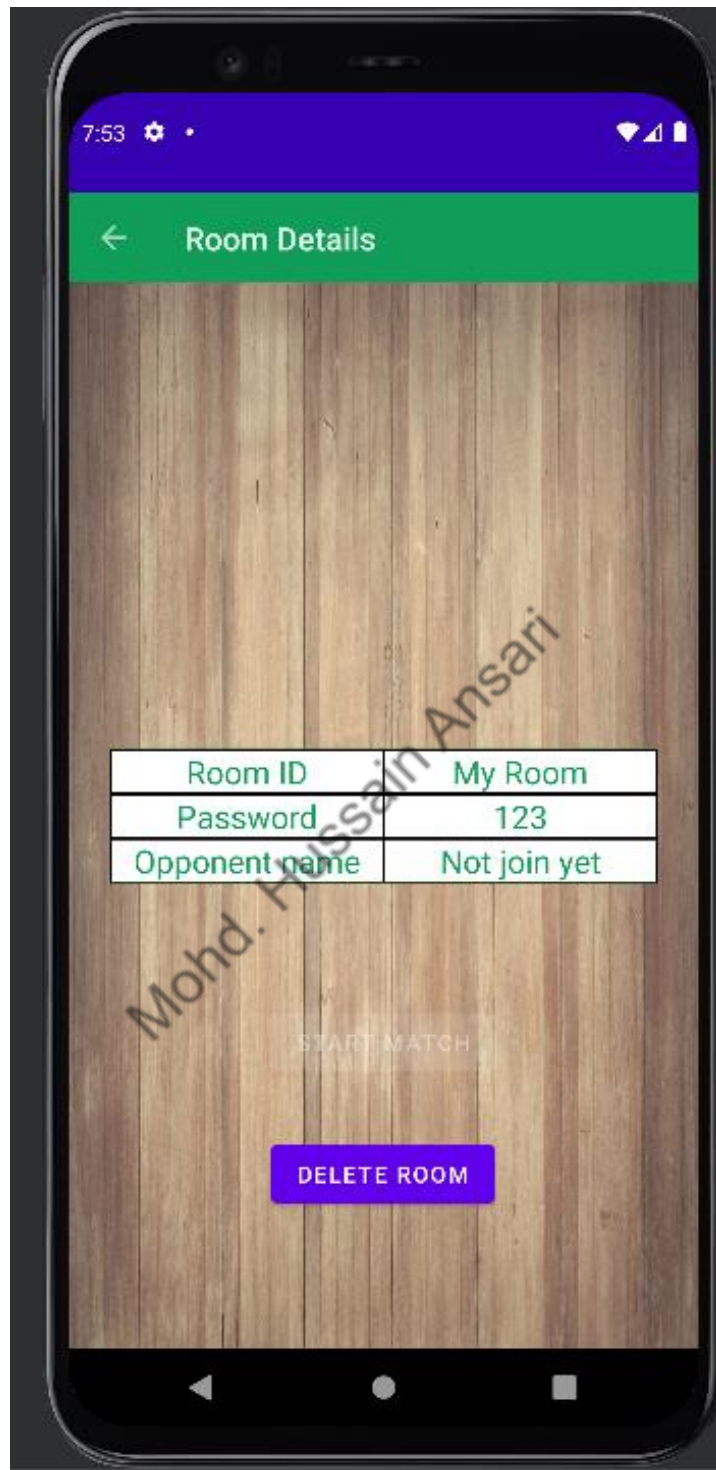 7:53
Room Details
Room ID My Room
Password 123
Opponent name Not join yet
Mohd. Hussain Ansari
START MATCH
DELETE ROOM